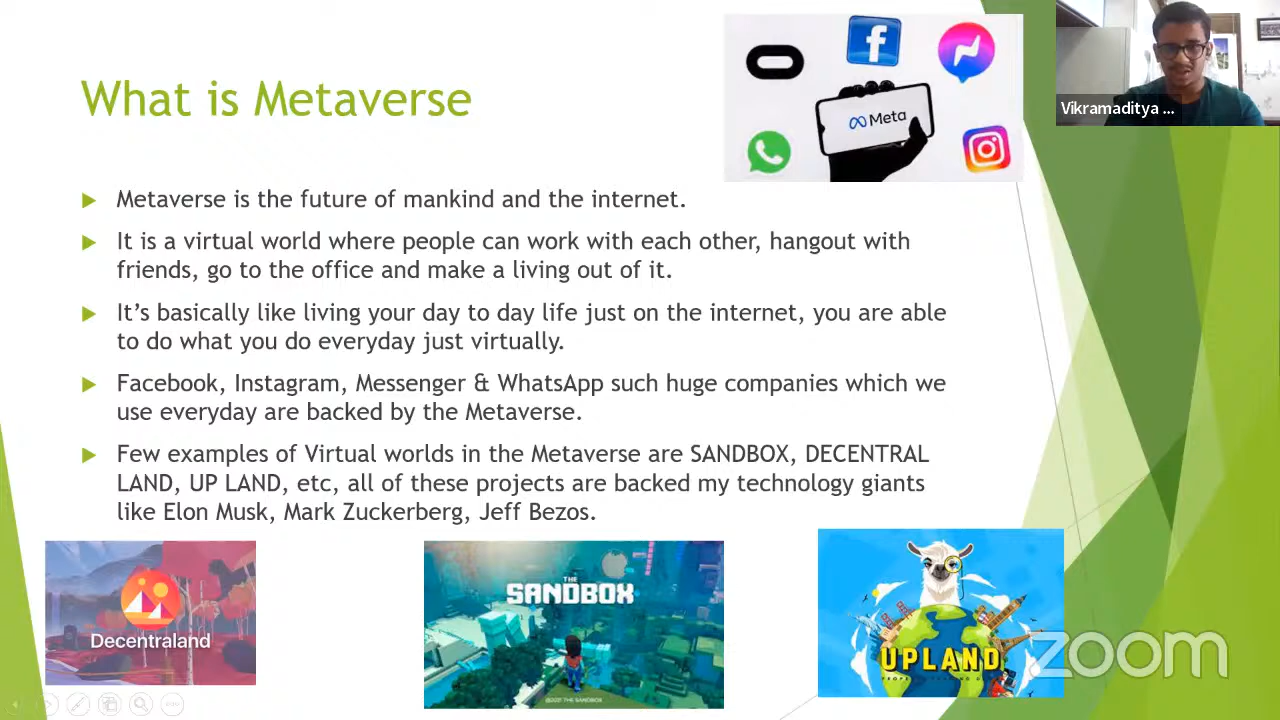 What is Metaverse
Meta
Vikramaditya ...
Metaverse is the future of mankind and the internet.
It is a virtual world where people can work with each other, hangout with
friends, go to the office and make a living out of it.
It's basically like living your day to day life just on the internet, you are able
to do what you do everyday just virtually.
Facebook, Instagram, Messenger & WhatsApp such huge companies which we
use everyday are backed by the Metaverse.
Few examples of Virtual worlds in the Metaverse are SANDBOX, DECENTRAL
LAND, UP LAND, etc, all of these projects are backed my technology giants
like Elon Musk, Mark Zuckerberg, Jeff Bezos.
Decentraland
THE
SANDBOX
UPLAND
zoom